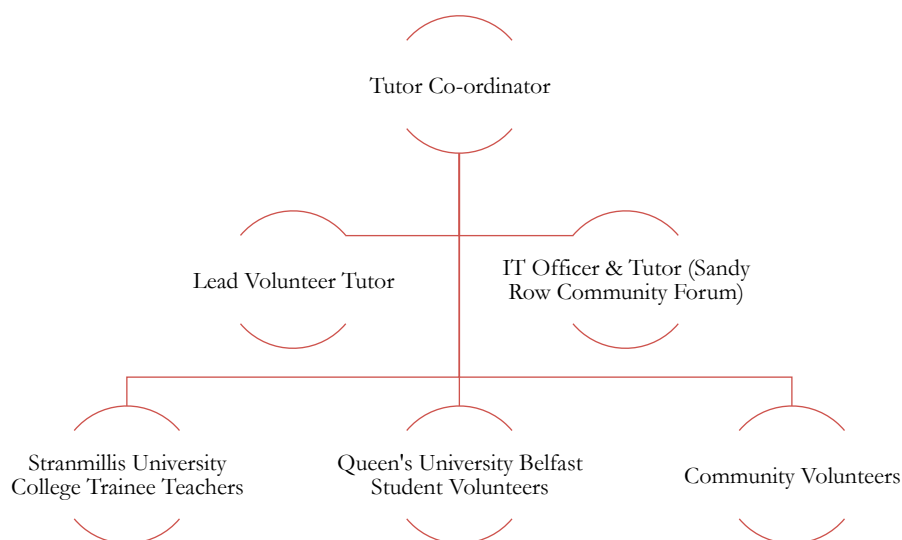 Tutor Co-ordinator
Lead Volunteer Tutor
IT Officer & Tutor (Sandy
Row Community Forum)
Stranmillis University
College Trainee Teachers
Queen's University Belfast
Student Volunteers
Community Volunteers